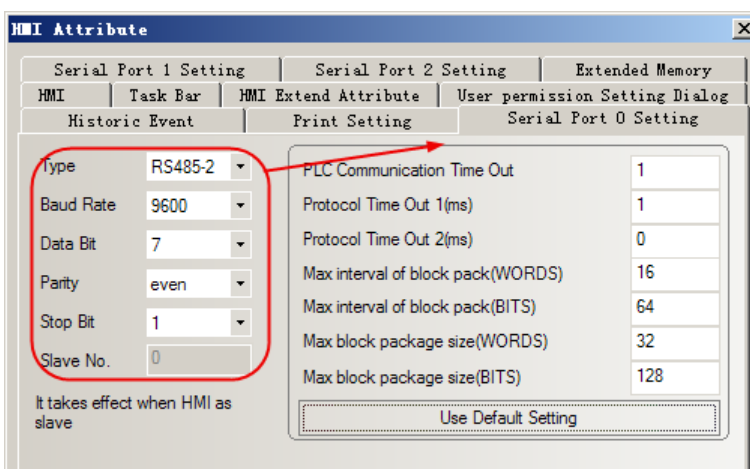 HMI Attribute
Serial Port 1 Setting Serial Port 2 Setting Extended Memory
HMI Task Bar HMI Extend Attribute User permission Setting Dialog
Historic Event Print Setting Serial Port 0 Setting
Type RS485-2 PLC Communication Time Out 1
Baud Rate 9600 Protocol Time Out 1(ms) 1
Data Bit 7 Protocol Time Out 2(ms) 0
Parity even Max interval of block pack(WORDS) 16
Stop Bit 1 Max interval of block pack(BITS) 64
Slave No. 0 Max block package size(WORDS) 32
Max block package size(BITS) 128
It takes effect when HMI as
slave
Use Default Setting